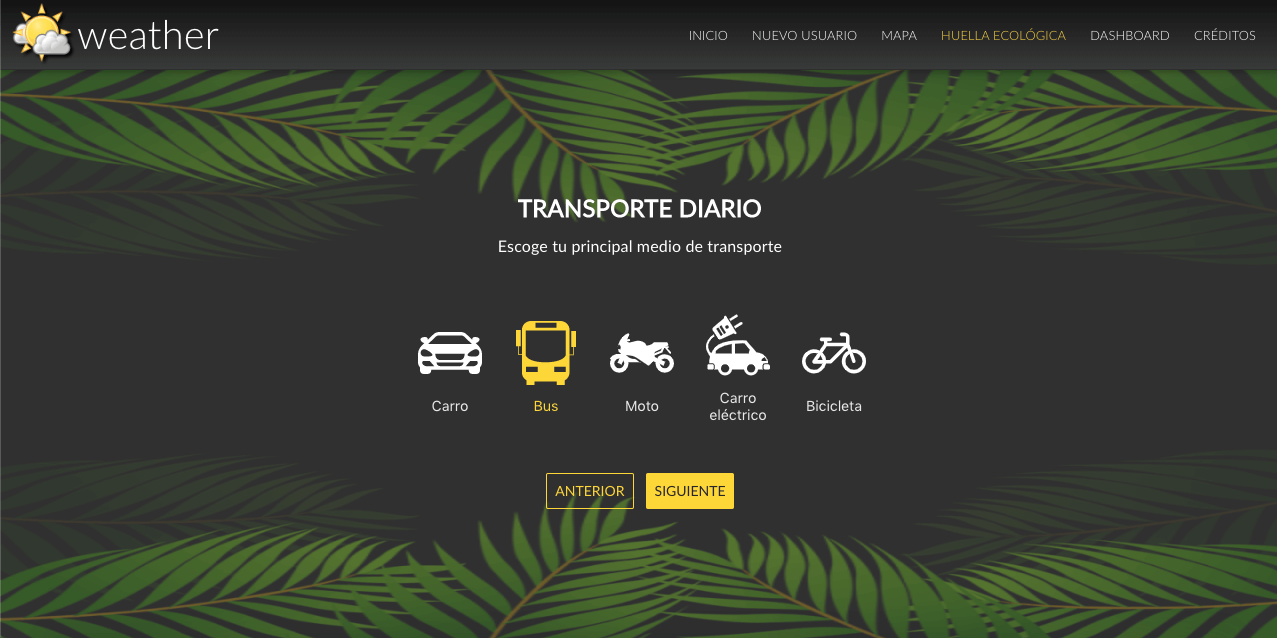 weather
INICIO NUEVO USUARIO MAPA HUELLA ECOLÓGICA DASHBOARD CRÉDITOS
TRANSPORTE DIARIO
Escoge tu principal medio de transporte
Carro
Bus
Moto
Carro
eléctrico
Bicicleta
ANTERIOR
SIGUIENTE